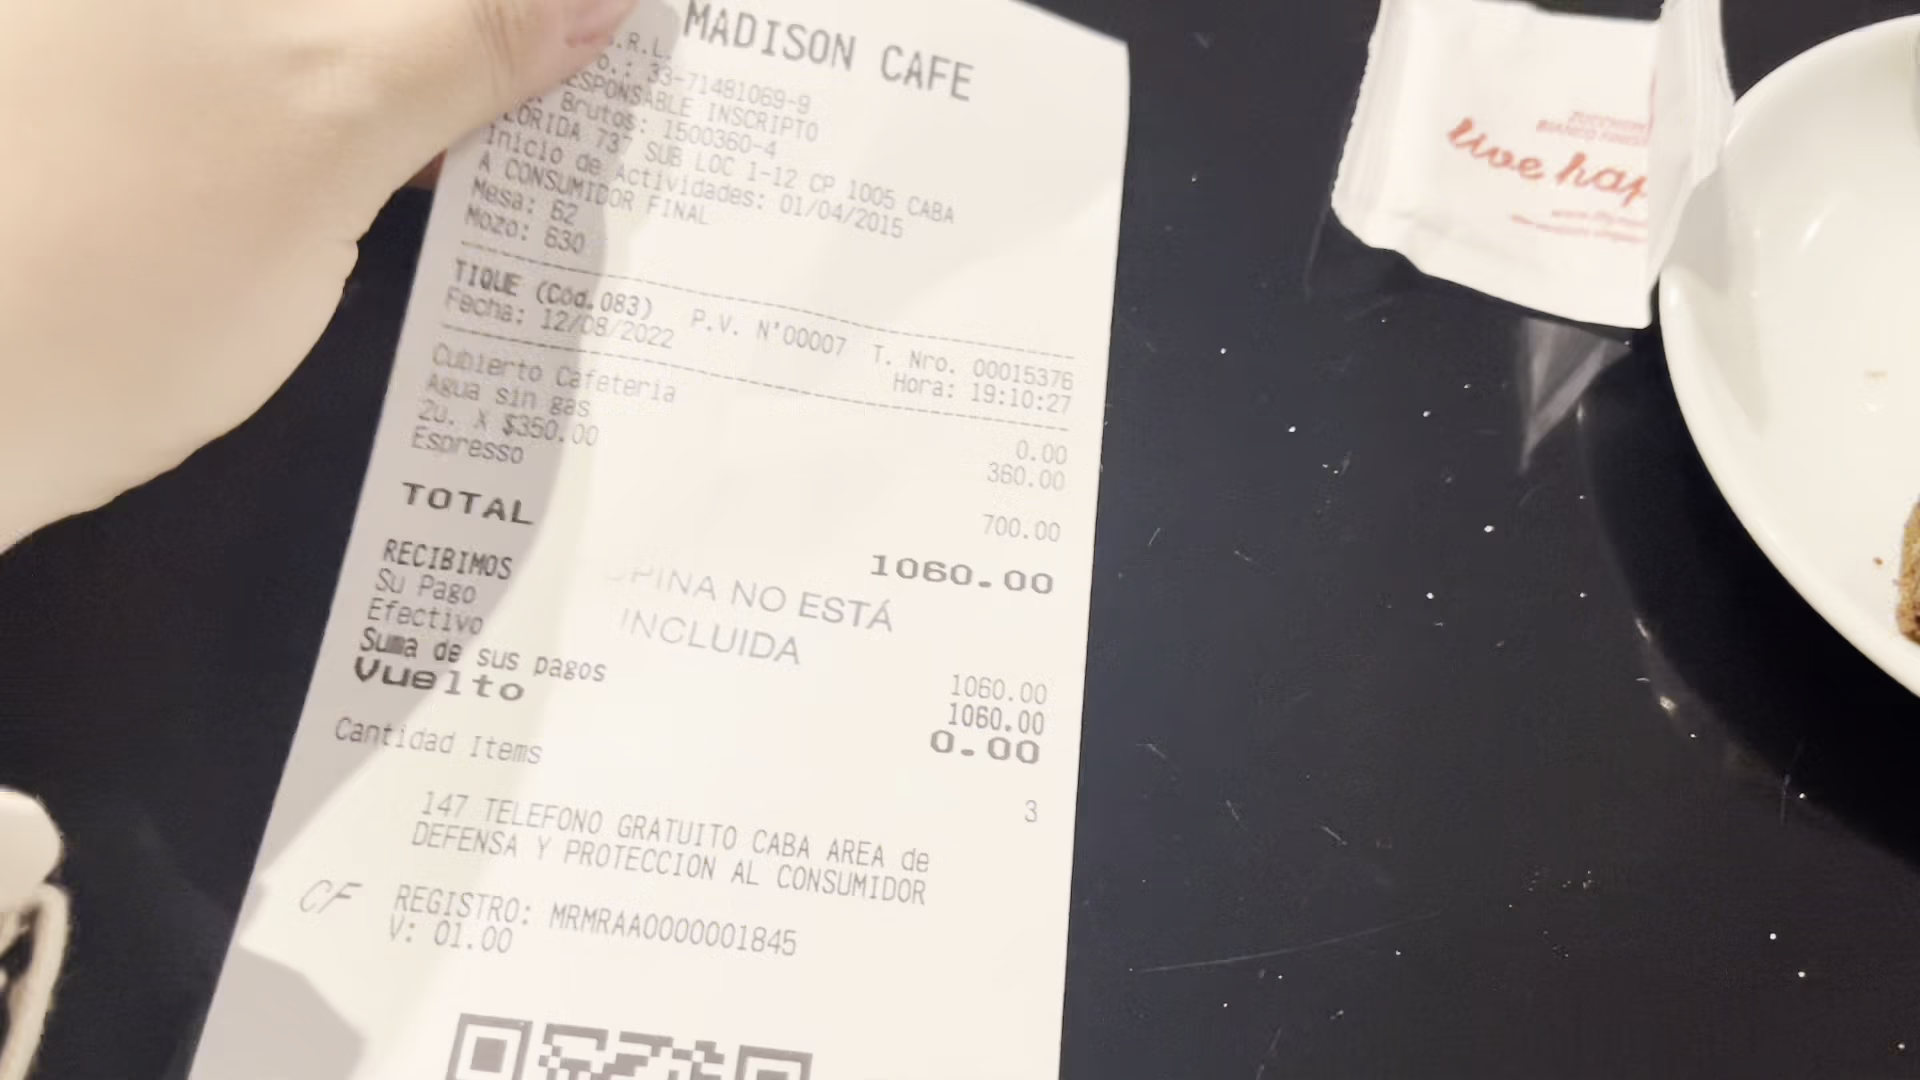 MADISON CAFE
S.R.L.
33-71481069-9
RESPONSABLE INSCRIPTO
Brutos: 1500360-4
FLORIDA 737 SUB LOC 1-12 CP 1005 CABA
Inicio de Actividades: 01/04/2015
A CONSUMIDOR FINAL
Mesa: 62
Mozo: 630
TIQUE (Cód.083) P.V. N°00007 T. Nro. 00015376
Fecha: 12/08/2022 Hora: 19:10:27
Cubierto Cafeteria 0.00
Agua sin gas 360.00
2u. X $350.00
Espresso 700.00
TOTAL 1060.00
RECIBIMOS
PINA NO ESTÁ
INCLUIDA
Su Pago
Efectivo 1060.00
Suma de sus pagos 1060.00
Vuelto 0.00
Cantidad Items 3
147 TELEFONO GRATUITO CABA AREA de
DEFENSA Y PROTECCION AL CONSUMIDOR
CF REGISTRO: MRMRAA0000001845
V: 01.00
live hap